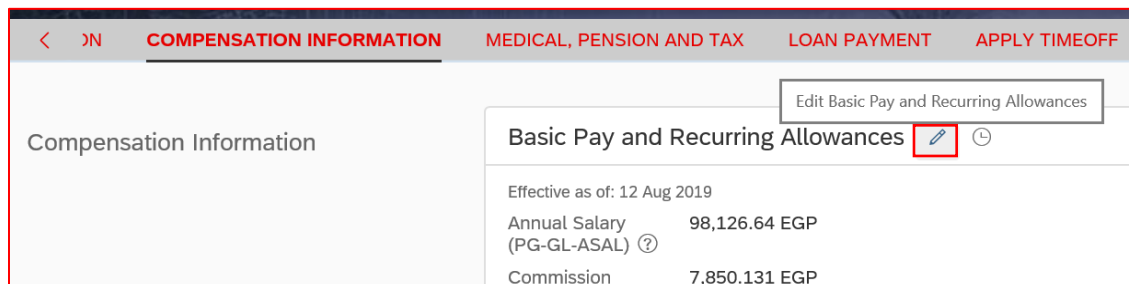 ON COMPENSATION INFORMATION MEDICAL, PENSION AND TAX LOAN PAYMENT APPLY TIMEOFF
Edit Basic Pay and Recurring Allowances
Compensation Information
Basic Pay and Recurring Allowances
Effective as of: 12 Aug 2019
Annual Salary 98,126.64 EGP
(PG-GL-ASAL) ?
Commission 7,850.131 EGP